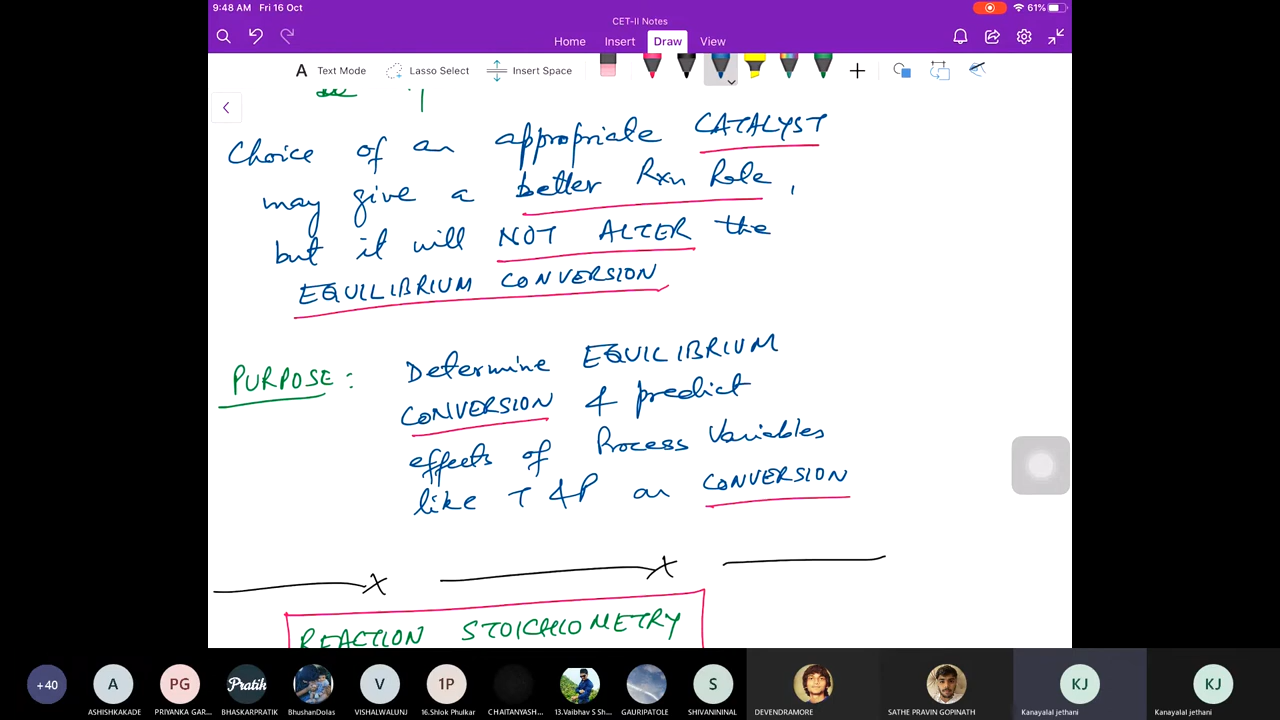 9:48 AM Fri 16 Oct
61%
CET-II Notes
Home Insert Draw View
Text Mode Lasso Select Insert Space
Choice of an appropriate CATALYST
may give a better Rxn Rate,
but it will NOT ALTER the
EQUILIBRIUM CONVERSION
PURPOSE: Determine EQUILIBRIUM
CONVERSION & predict
effects of Process Variables
like T & P on CONVERSION
REACTION STOICHIOMETRY
+40 A PG Pratik V 1P S KJ KJ
ASHISHKAKADE PRIYANKA GAR... BHASKARPRATIK BhushanDolas VISHALWALUNJ 16.Shlok Phulkar CHAITANYASH... 13.Vaibhav S Sh... GAURIPATOLE SHIVANINNAL DEVENDRAMORE SATHE PRAVIN GOPINATH Kanayalal jethani Kanayalal jethani